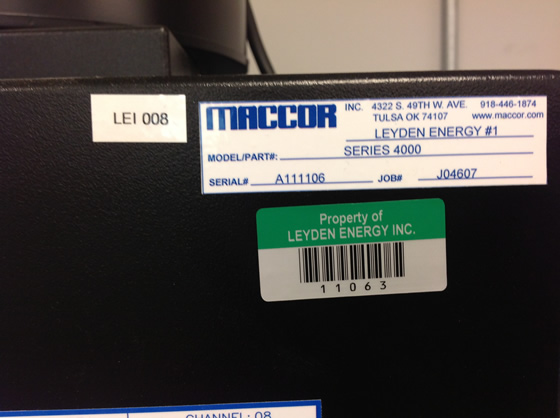 LEI 008
MACCOR INC. 4322 S. 49TH W. AVE. 918-446-1874
TULSA OK 74107 www.maccor.com
LEYDEN ENERGY #1
MODEL/PART#: SERIES 4000
SERIAL# A111106 JOB# J04607
Property of
LEYDEN ENERGY INC.
11063
CHANNEL: 08